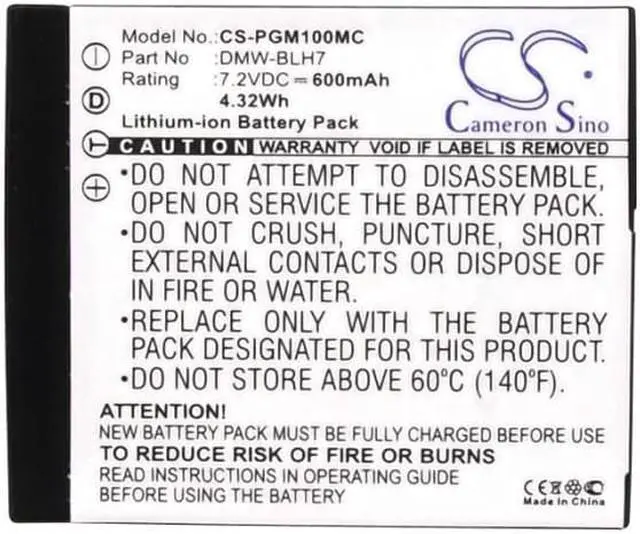 Model No.:CS-PGM100MC
Part No :DMW-BLH7
Rating :7.2VDC = 600mAh
4.32Wh
Lithium-ion Battery Pack
CS
Cameron Sino
D
T
CAUTION WARRANTY VOID IF LABEL IS REMOVED
•DO NOT ATTEMPT TO DISASSEMBLE,
OPEN OR SERVICE THE BATTERY PACK.
•DO NOT CRUSH, PUNCTURE, SHORT
EXTERNAL CONTACTS OR DISPOSE OF
IN FIRE OR WATER.
•REPLACE ONLY WITH THE BATTERY
PACK DESIGNATED FOR THIS PRODUCT.
•DO NOT STORE ABOVE 60°C (140°F).
ATTENTION!
NEW BATTERY PACK MUST BE FULLY CHARGED BEFORE USE
TO REDUCE RISK OF FIRE OR BURNS
READ INSTRUCTIONS IN OPERATING GUIDE
BEFORE USING THE BATTERY
CE
Made in China